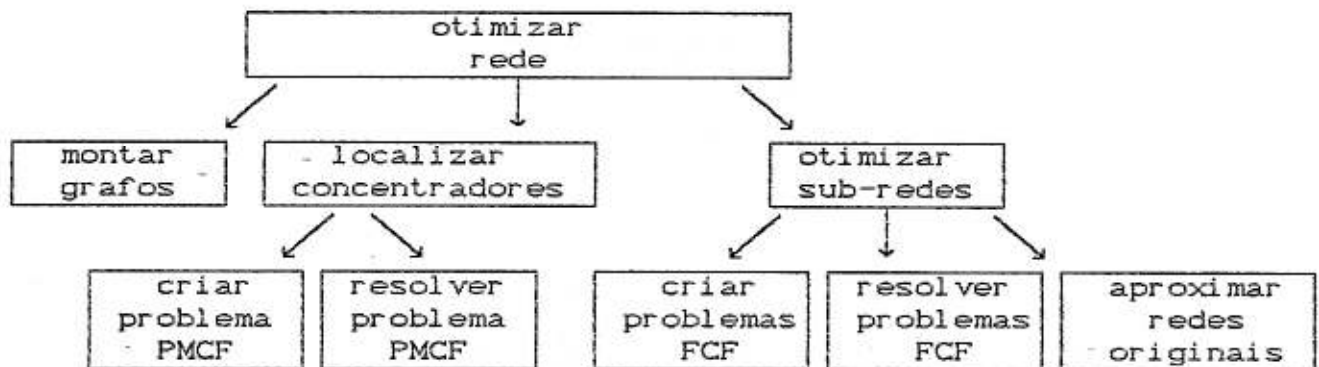 otimizar
rede
montar
grafos
localizar
concentradores
otimizar
sub-redes
criar
problema
PMCF
resolver
problema
PMCF
criar
problemas
FCF
resolver
problemas
FCF
aproximar
redes
originais